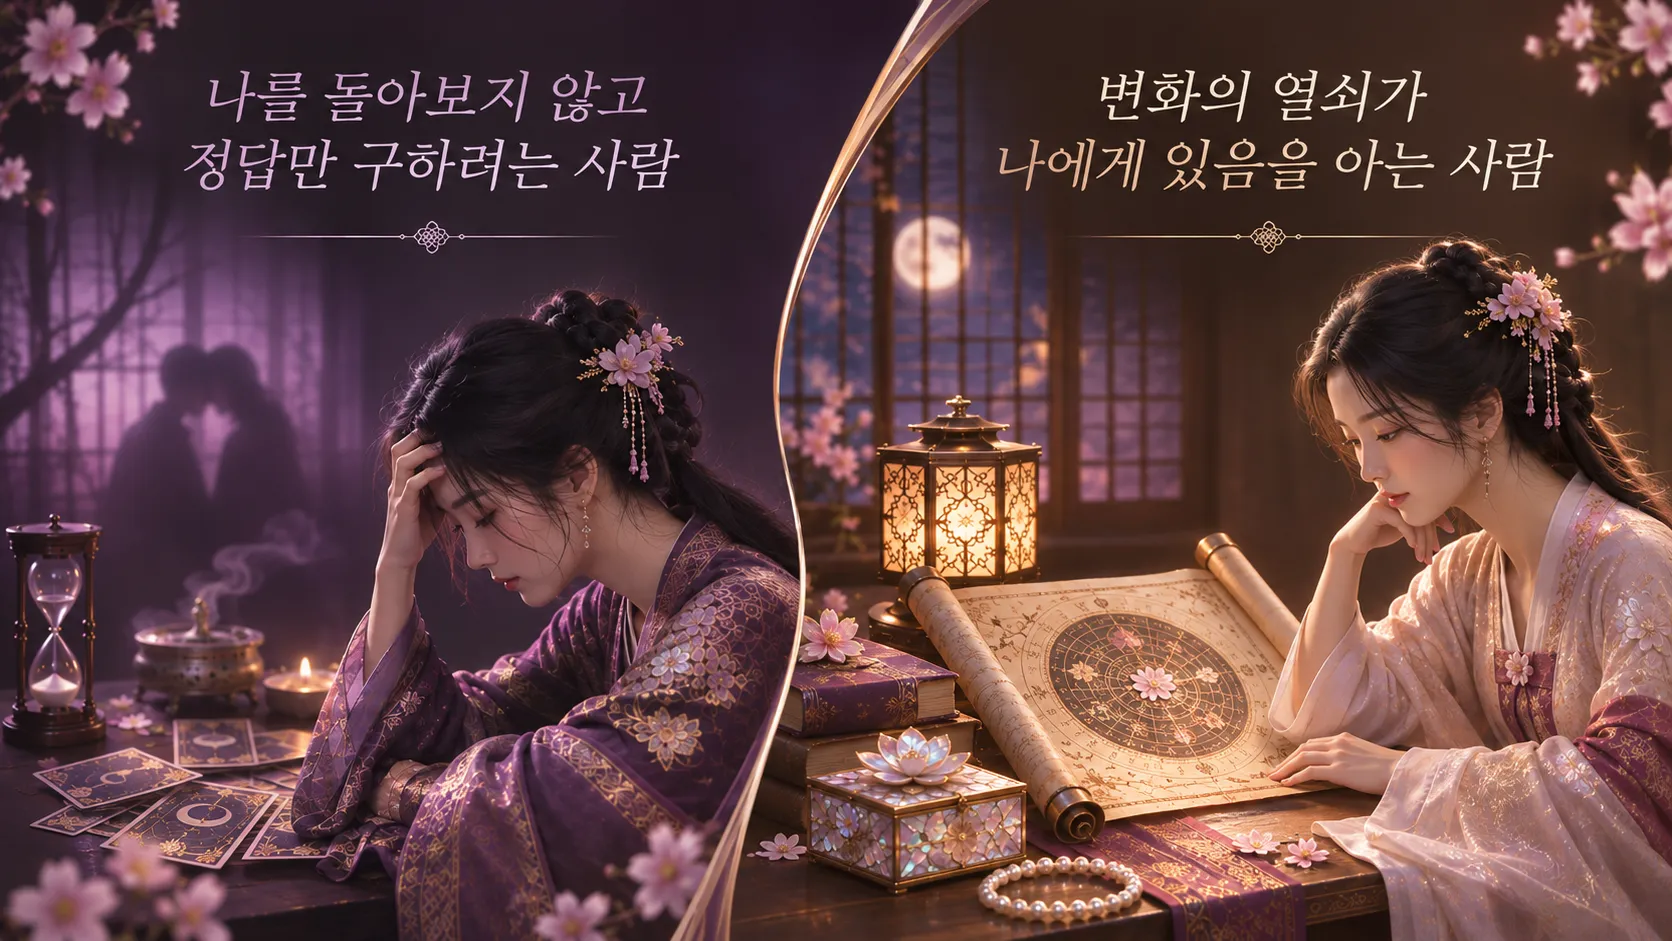 나를 돌아보지 않고
정답만 구하려는 사람
변화의 열쇠가
나에게 있음을 아는 사람